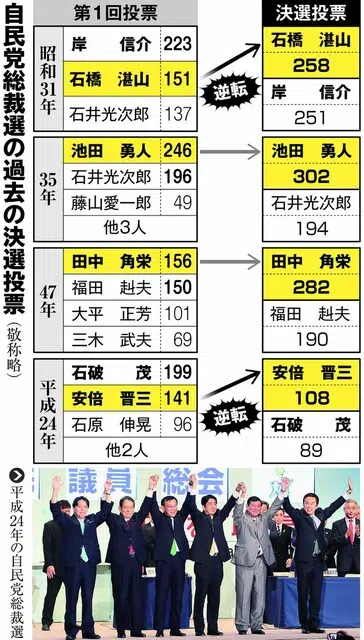 自民党総裁選の過去の決選投票(敬称略)
第1回投票
決選投票
昭和31年
岸 信介 223
石橋 湛山 151
石井光次郎 137
逆転
石橋 湛山
258
岸 信介
251
35年
池田 勇人 246
石井光次郎 196
藤山愛一郎 49
他3人
池田 勇人
302
石井光次郎
194
47年
田中 角栄 156
福田 赳夫 150
大平 正芳 101
三木 武夫 69
田中 角栄
282
福田 赳夫
190
平成24年
石破 茂 199
安倍 晋三 141
石原 伸晃 96
他2人
逆転
安倍 晋三
108
石破 茂
89
平成24年の自民党総裁選
議員総会